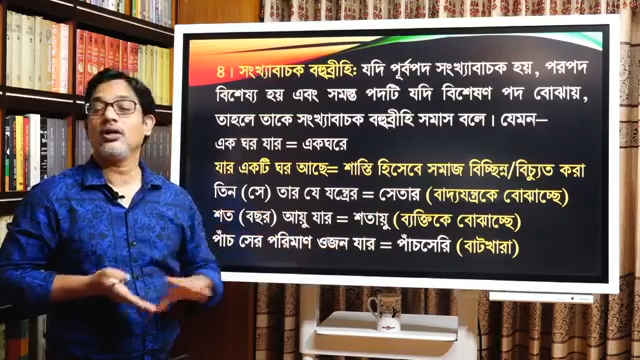 ৪। সংখ্যাবাচক বহুব্রীহি: যদি পূর্বপদ সংখ্যাবাচক হয়, পরপদ
বিশেষ্য হয় এবং সমস্ত পদটি যদি বিশেষণ পদ বোঝায়,
তাহলে তাকে সংখ্যাবাচক বহুব্রীহি সমাস বলে। যেমন–
এক ঘর যার = একঘরে
যার একটি ঘর আছে= শাস্তি হিসেবে সমাজ বিচ্ছিন্ন/বিচ্যুত করা
তিন (সে) তার যে যন্ত্রের = সেতার (বাদ্যযন্ত্রকে বোঝাচ্ছে)
শত (বছর) আয়ু যার = শতায়ু (ব্যক্তিকে বোঝাচ্ছে)
পাঁচ সের পরিমাণ ওজন যার = পাঁচসেরি (বাটখারা)